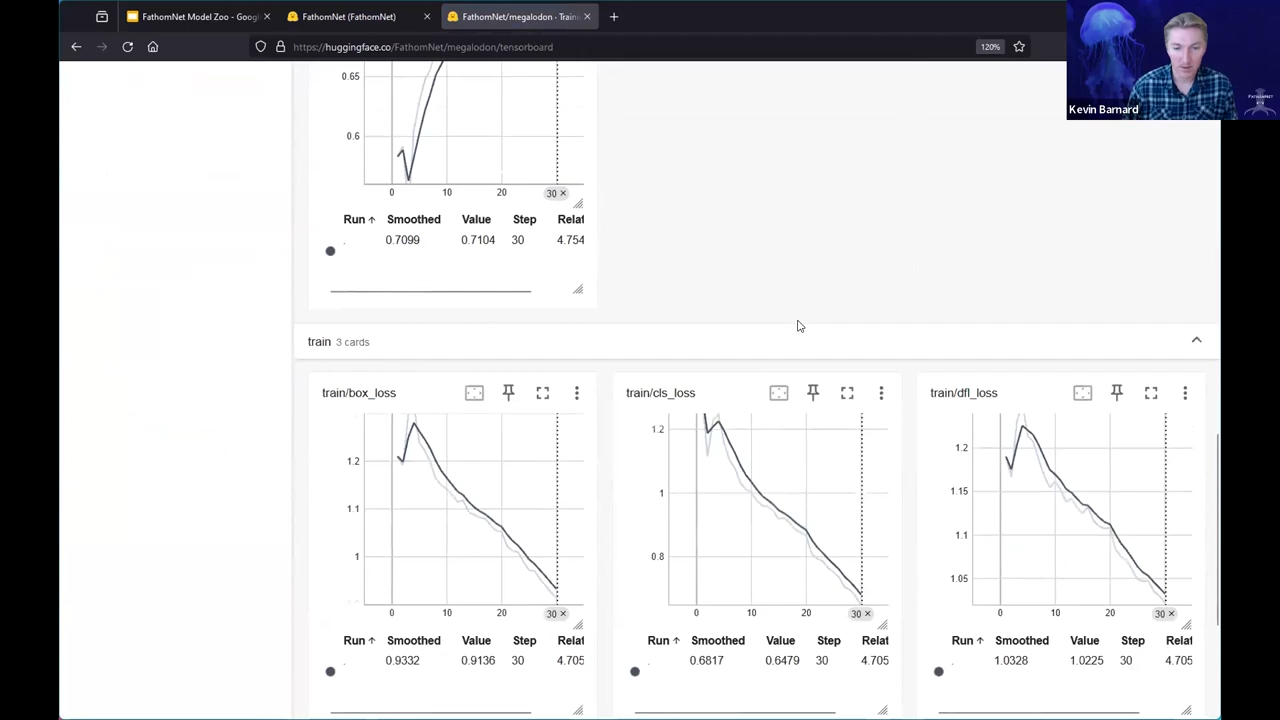 FathomNet Model Zoo - Goog
FathomNet (FathomNet)
FathomNet/megalodon · Train
https://huggingface.co/FathomNet/megalodon/tensorboard
120%
Kevin Barnard
FATHOMNET
0.65
0.6
0 10 20 30
Run Smoothed Value Step Relat
. 0.7099 0.7104 30 4.754
train 3 cards
train/box_loss
1.2
1
0 10 20 30
Run Smoothed Value Step Relat
. 0.9332 0.9136 30 4.705
train/cls_loss
1.2
1
0.8
0 10 20 30
Run Smoothed Value Step Relat
. 0.6817 0.6479 30 4.705
train/dfl_loss
1.2
1.15
1.1
1.05
0 10 20 30
Run Smoothed Value Step Relat
. 1.0328 1.0225 30 4.705